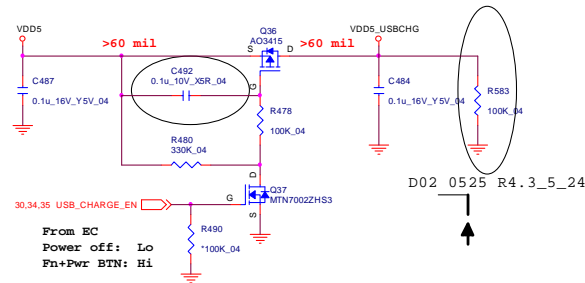 VDD5
>60 mil
Q36
AO3415
S
D
G
>60 mil
VDD5_USBCHG
C487
0.1u_16V_Y5V_04
C492
0.1u_10V_X5R_04
R478
100K_04
C484
0.1u_16V_Y5V_04
R583
100K_04
R480
330K_04
D
Q37
MTN7002ZHS3
G
S
30,34,35 USB_CHARGE_EN
R490
*100K_04
From EC
Power off: Lo
Fn+Pwr BTN: Hi
D02 0525 R4.3_5_24